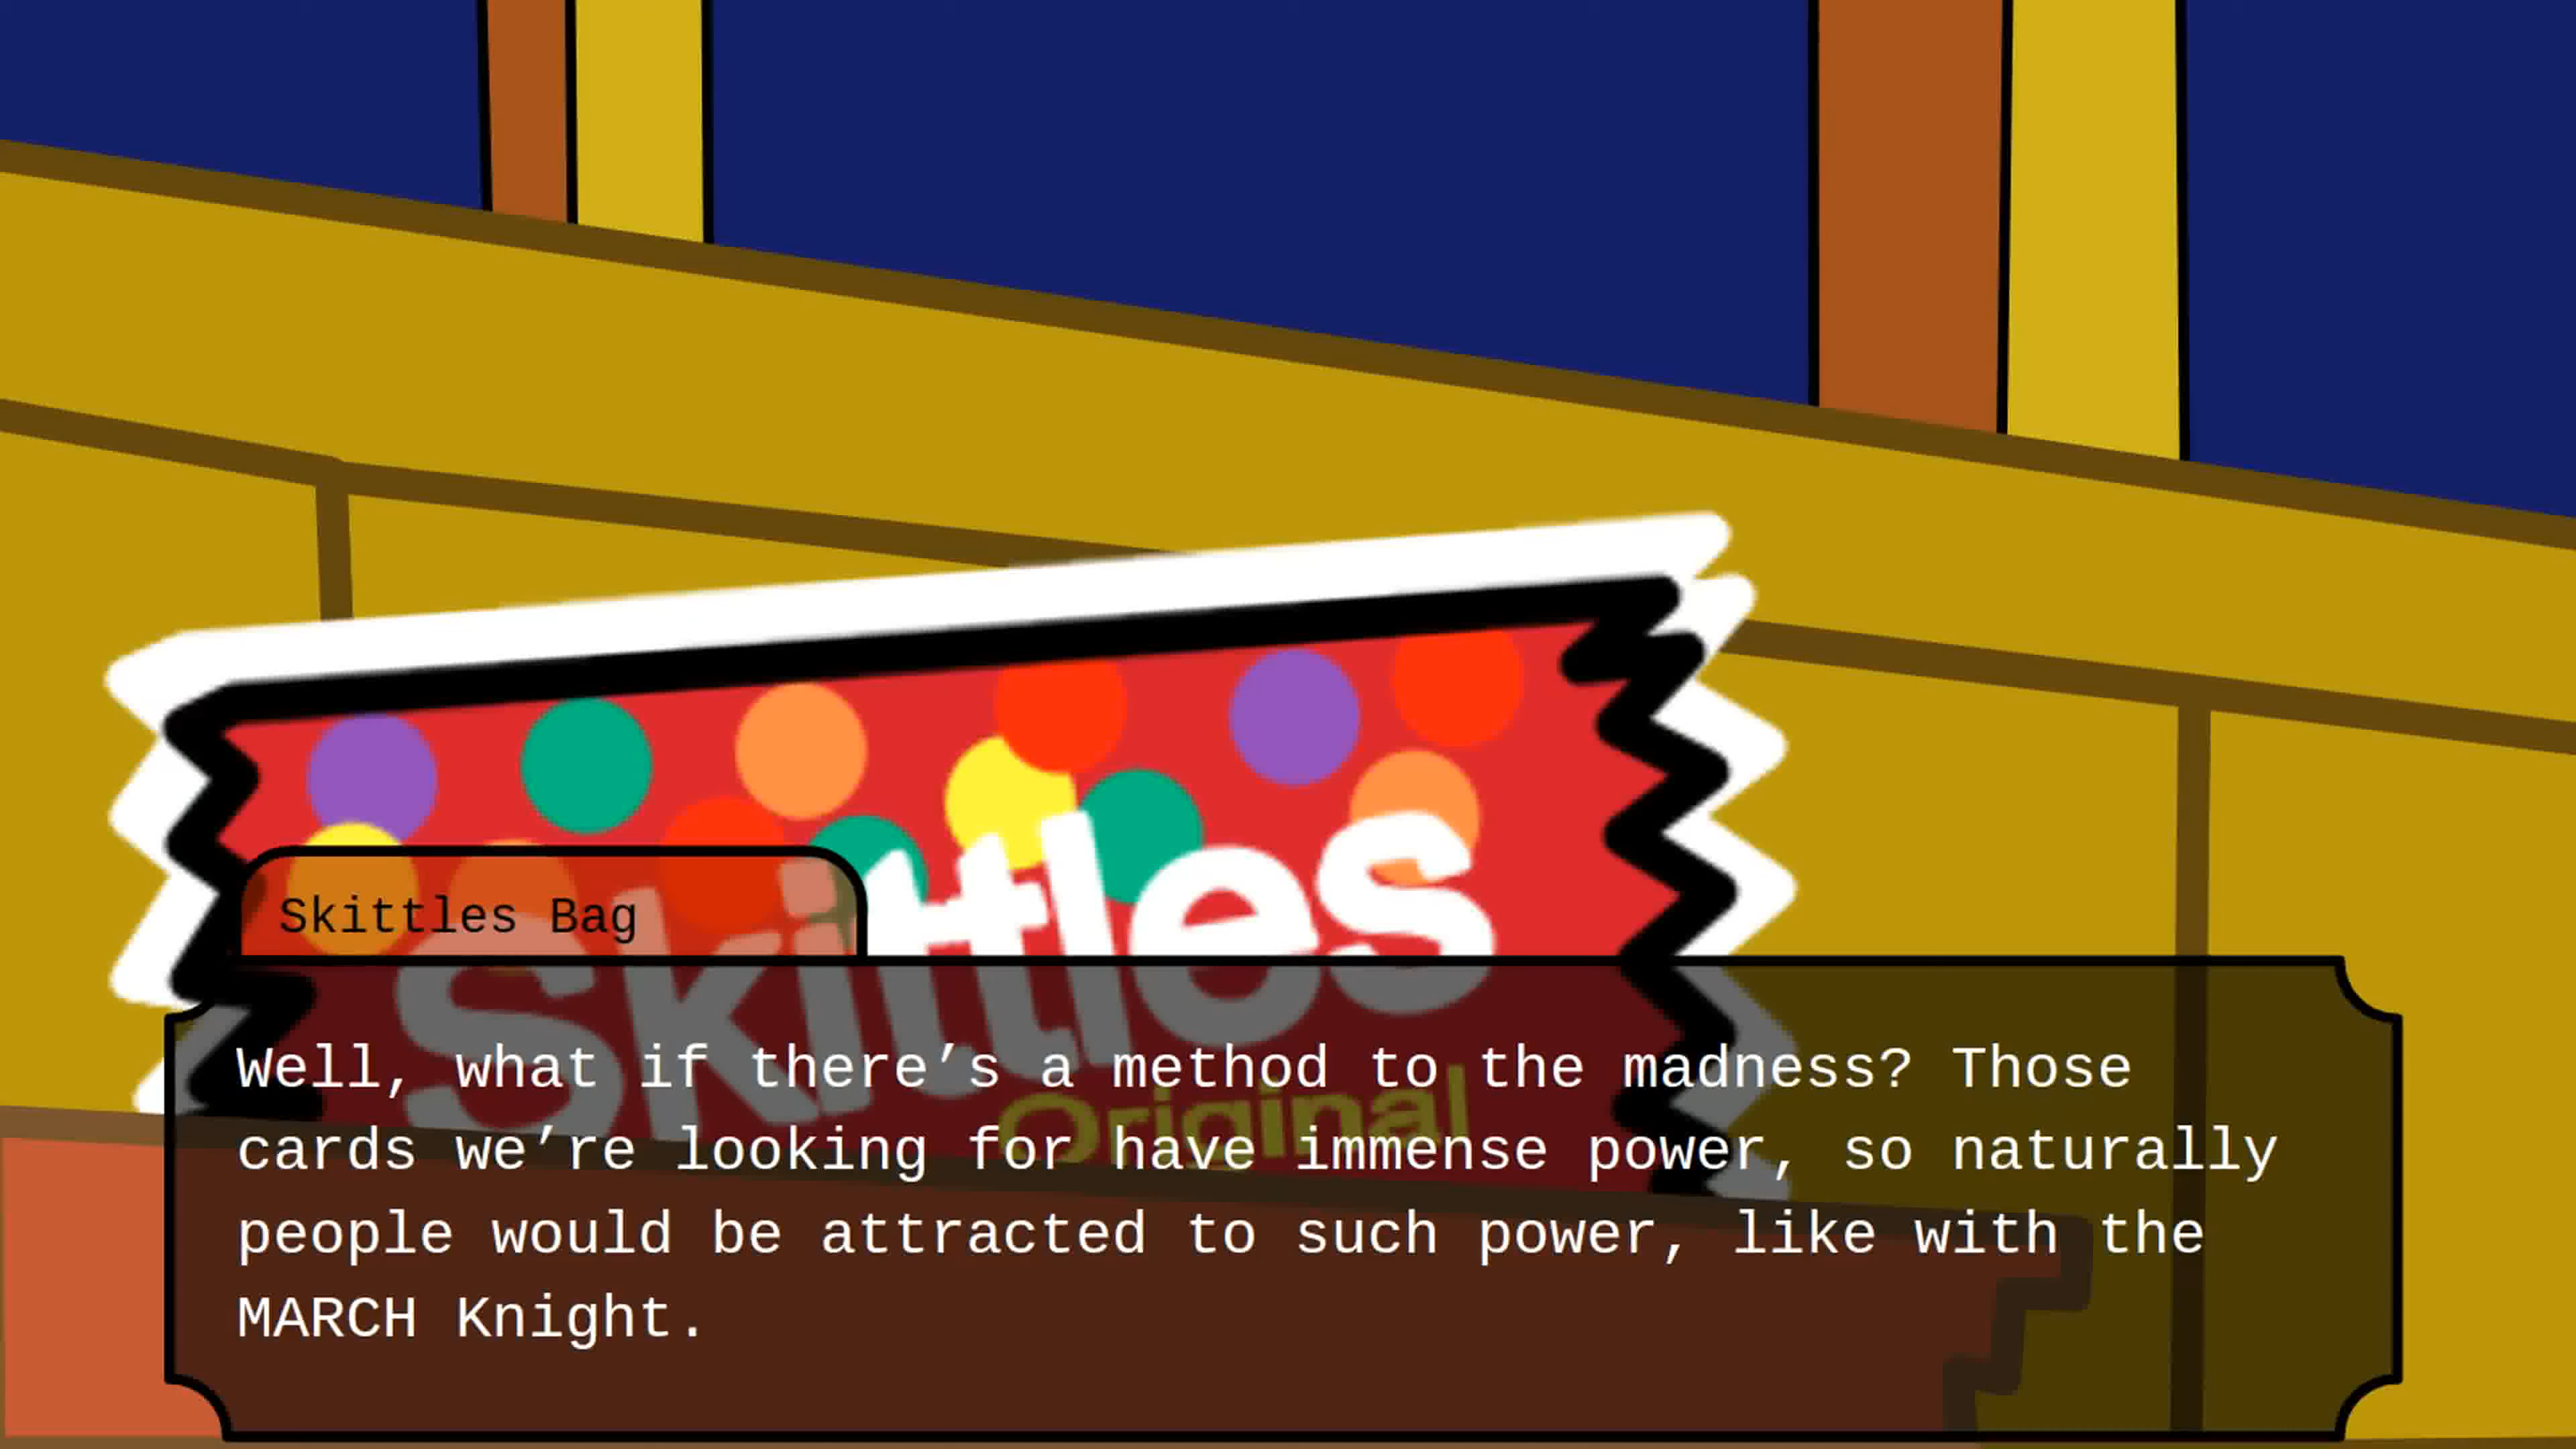 Skittles
Original
Skittles Bag
Well, what if there’s a method to the madness? Those
cards we’re looking for have immense power, so naturally
people would be attracted to such power, like with the
MARCH Knight.